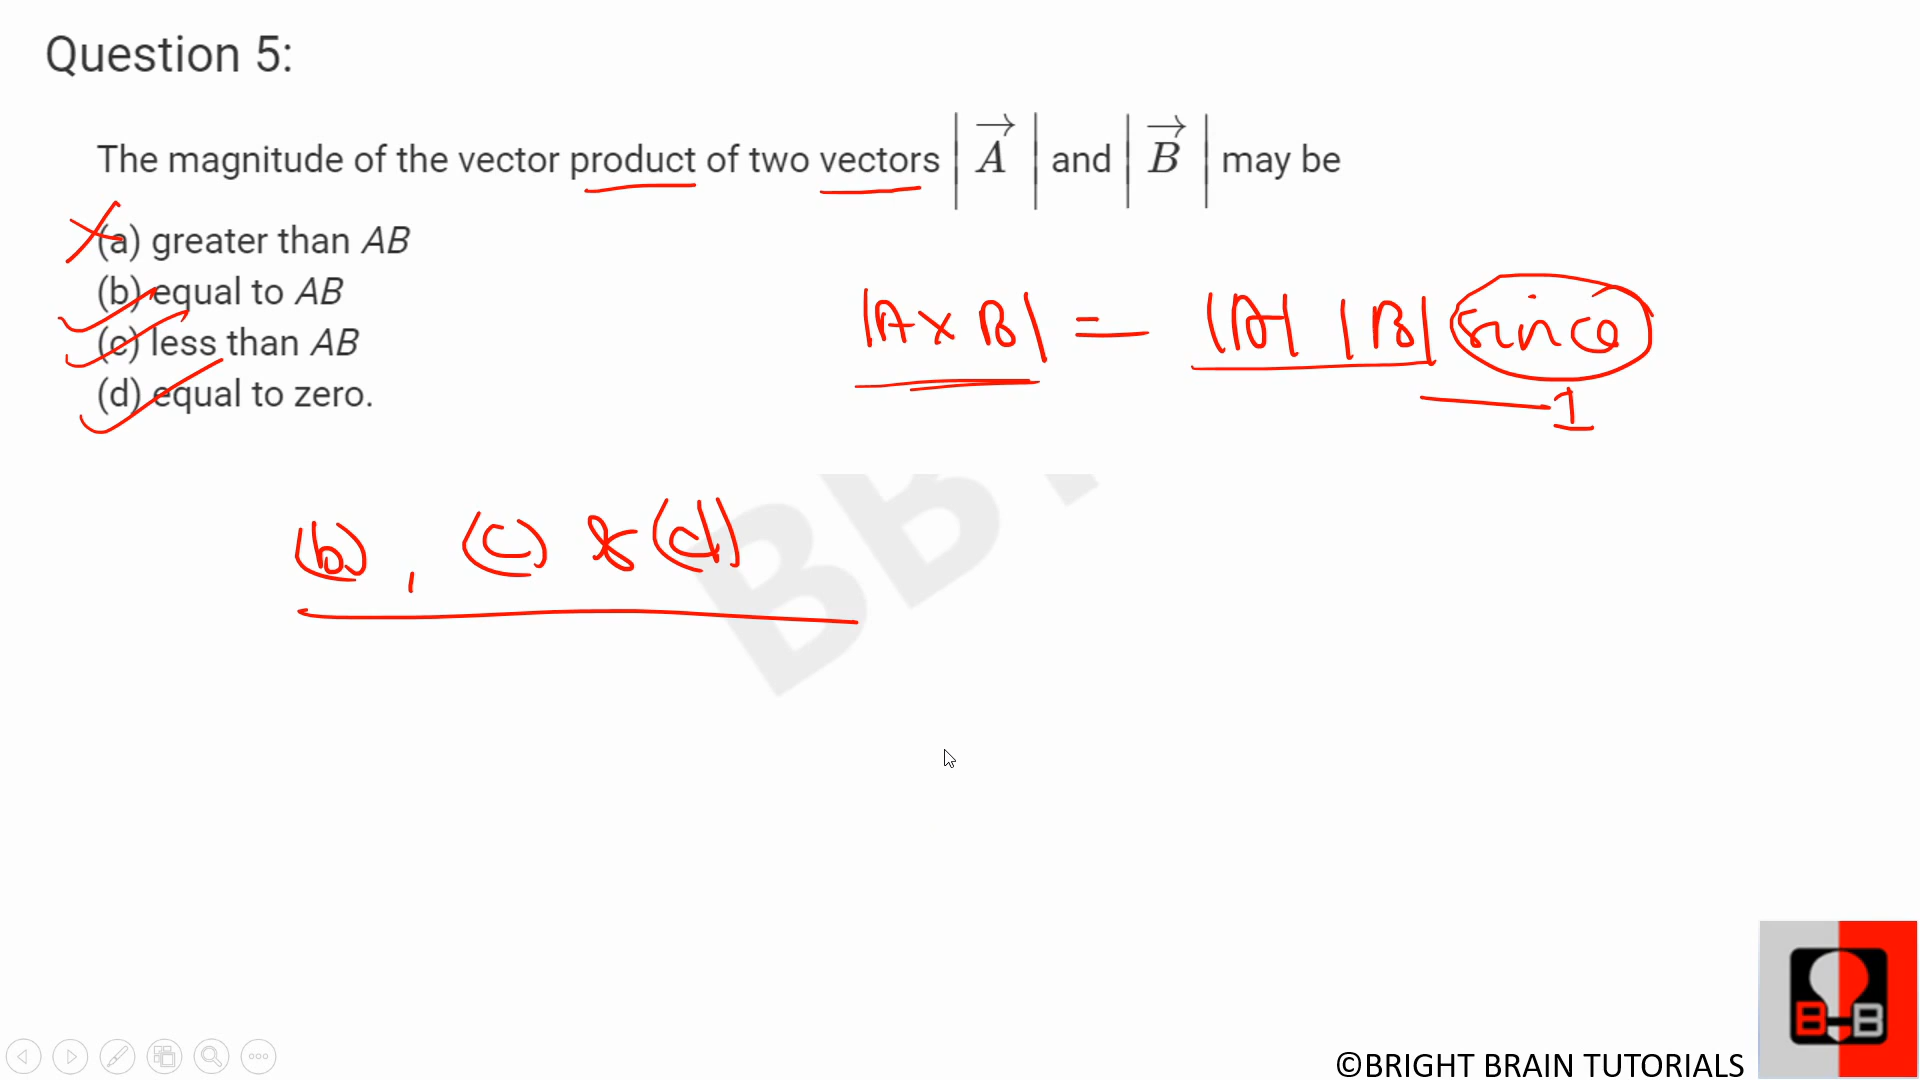 Question 5:
The magnitude of the vector product of two vectors | A→ | and | B→ | may be
(a) greater than AB
(b) equal to AB
(c) less than AB
(d) equal to zero.
|A × B| = |A| |B| sinθ
1
(b), (c) & (d)
BBT
B-B
©BRIGHT BRAIN TUTORIALS